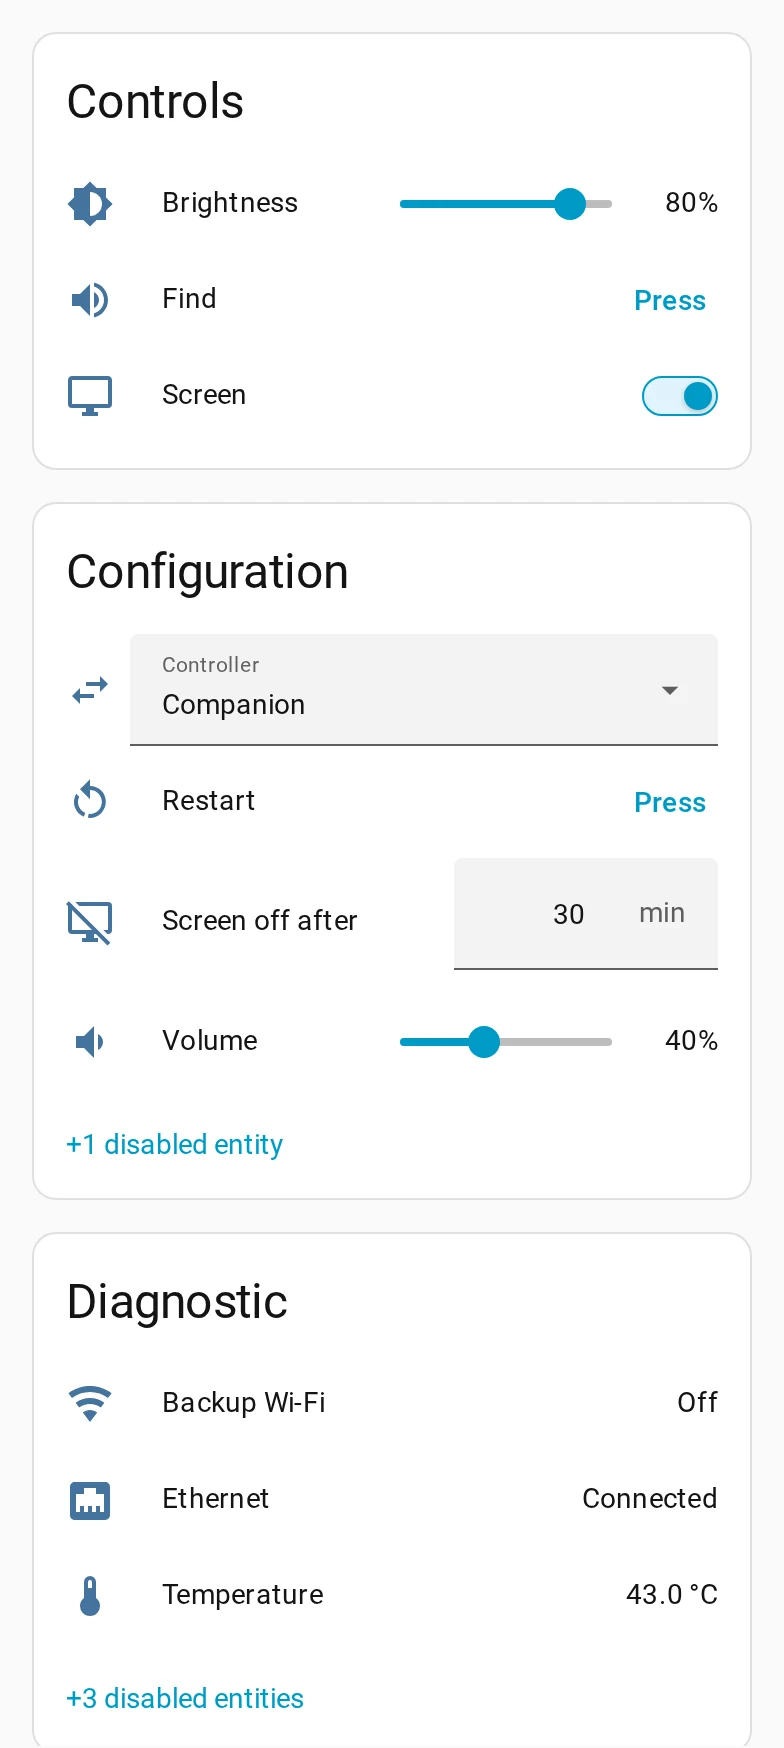 Controls
Brightness 80%
Find Press
Screen
Configuration
Controller
Companion
Restart Press
Screen off after 30 min
Volume 40%
+1 disabled entity
Diagnostic
Backup Wi-Fi Off
Ethernet Connected
Temperature 43.0 °C
+3 disabled entities